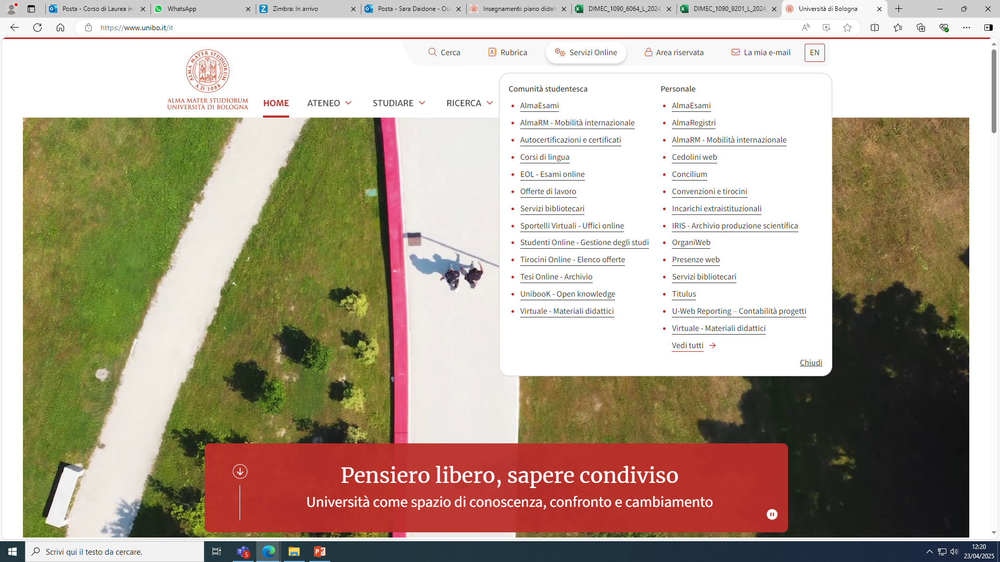 Posta - Corso di Laurea in
WhatsApp
Zimbra: In arrivo
Posta - Sara Daidone - Out
Insegnamenti: piano didatt
DIMEC_1090_6064_L_2024_
DIMEC_1090_9201_L_2024_
Università di Bologna
https://www.unibo.it/it
Cerca
Rubrica
Servizi Online
Area riservata
La mia e-mail
EN
ALMA MATER STUDIORUM
A.D. 1088
ALMA MATER STUDIORUM
UNIVERSITÀ DI BOLOGNA
HOME
ATENEO
STUDIARE
RICERCA
Comunità studentesca
AlmaEsami
AlmaRM - Mobilità internazionale
Autocertificazioni e certificati
Corsi di lingua
EOL - Esami online
Offerte di lavoro
Servizi bibliotecari
Sportelli Virtuali - Uffici online
Studenti Online - Gestione degli studi
Tirocini Online - Elenco offerte
Tesi Online - Archivio
UnibooK - Open knowledge
Virtuale - Materiali didattici
Personale
AlmaEsami
AlmaRegistri
AlmaRM - Mobilità internazionale
Cedolini web
Concilium
Convenzioni e tirocini
Incarichi extraistituzionali
IRIS - Archivio produzione scientifica
OrganiWeb
Presenze web
Servizi bibliotecari
Titulus
U-Web Reporting – Contabilità progetti
Virtuale - Materiali didattici
Vedi tutti
Chiudi
Pensiero libero, sapere condiviso
Università come spazio di conoscenza, confronto e cambiamento
Scrivi qui il testo da cercare.
5
12:20
23/04/2025